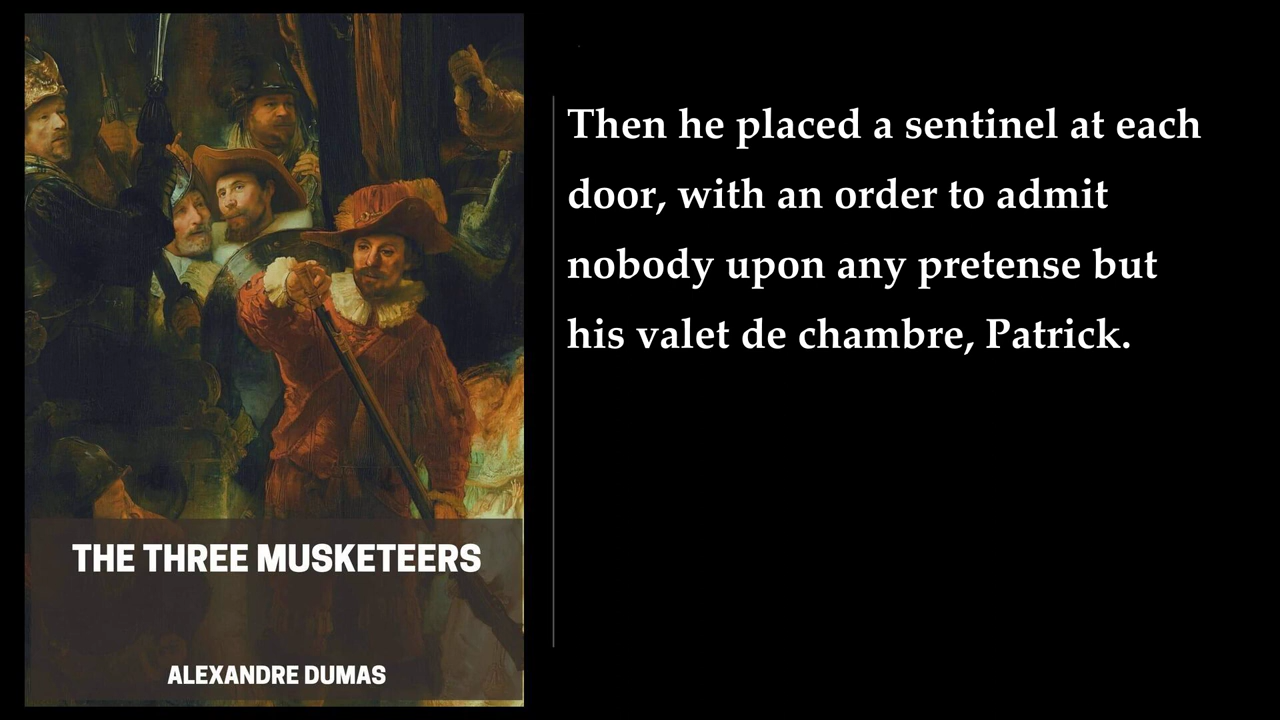 THE THREE MUSKETEERS
ALEXANDRE DUMAS
Then he placed a sentinel at each
door, with an order to admit
nobody upon any pretense but
his valet de chambre, Patrick.